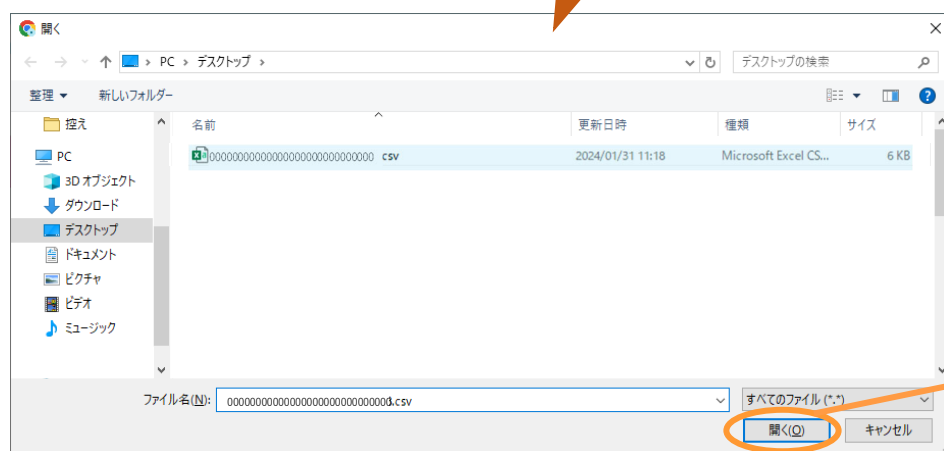 開く
PC > デスクトップ >
デスクトップの検索
整理 新しいフォルダー
名前 更新日時 種類 サイズ
控え
PC
3D オブジェクト
ダウンロード
デスクトップ
ドキュメント
ピクチャ
ビデオ
ミュージック
csv 2024/01/31 11:18 Microsoft Excel CS... 6 KB
ファイル名(N): .csv すべてのファイル (*.*)
開く(O) キャンセル